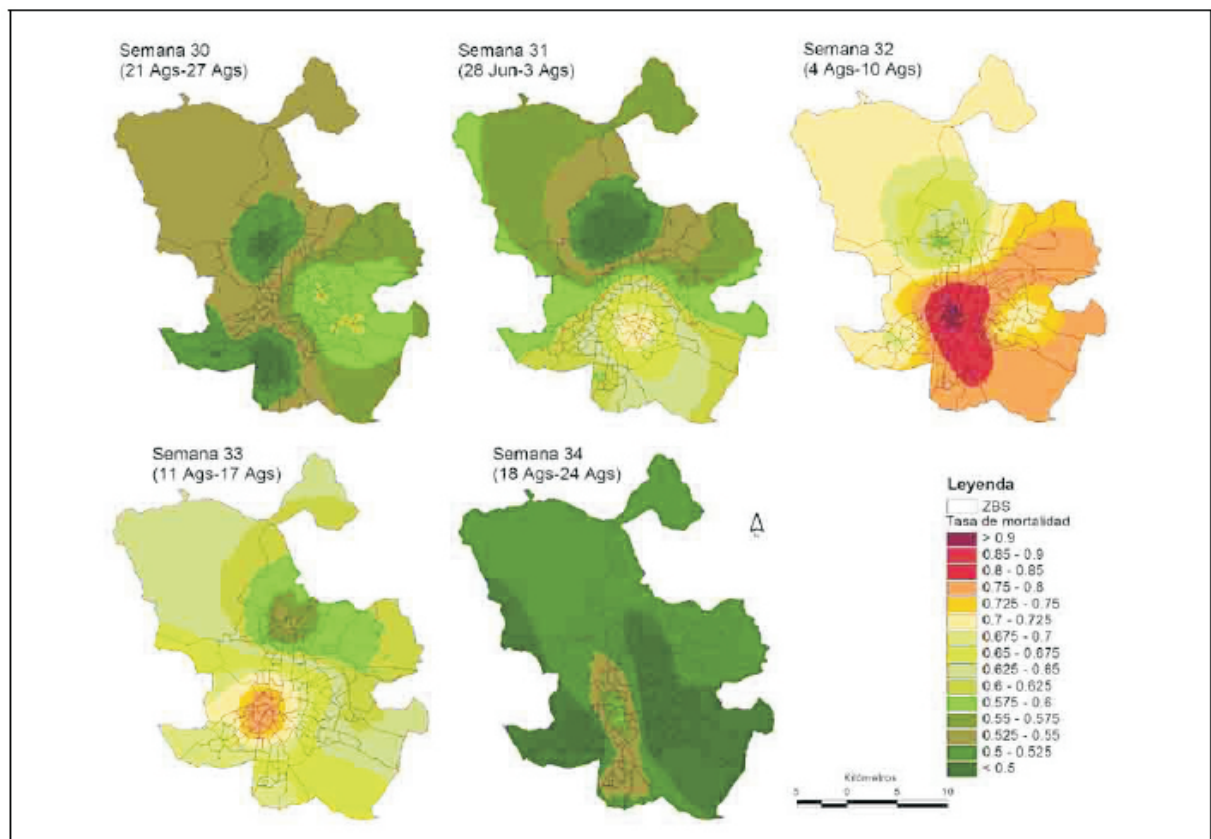 Semana 30
(21 Ags-27 Ags)
Semana 31
(28 Jun-3 Ags)
Semana 32
(4 Ags-10 Ags)
Semana 33
(11 Ags-17 Ags)
Semana 34
(18 Ags-24 Ags)
Leyenda
ZBS
Tasa de mortalidad
> 0.9
0.85 - 0.9
0.8 - 0.85
0.75 - 0.8
0.725 - 0.75
0.7 - 0.725
0.675 - 0.7
0.65 - 0.675
0.625 - 0.65
0.6 - 0.625
0.575 - 0.6
0.55 - 0.575
0.525 - 0.55
0.5 - 0.525
< 0.5
Kilómetros
5 0 5 10